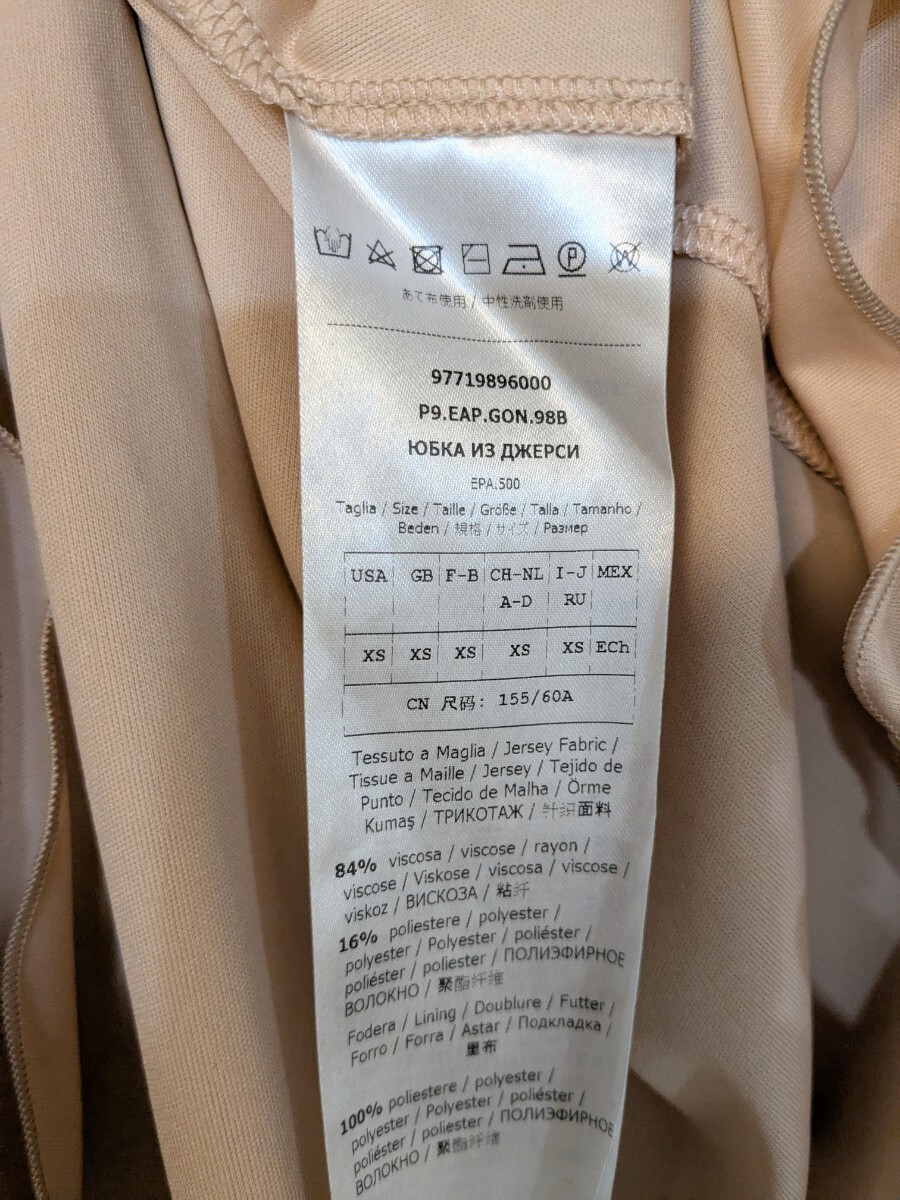 P
W
あて布使用 / 中性洗剤使用
97719896000
P9.EAP.GON.98B
ЮБКА ИЗ ДЖЕРСИ
EPA.500
Taglia / Size / Taille / Größe / Talla / Tamanho /
Beden / 規格 / サイズ / Размер
USA GB F-B CH-NL I-J MEX
A-D RU
XS XS XS XS XS ECh
CN 尺码: 155/60A
Tessuto a Maglia / Jersey Fabric /
Tissue a Maille / Jersey / Tejido de
Punto / Tecido de Malha / Örme
Kumaş / ТРИКОТАЖ / 针织面料
84% viscosa / viscose / rayon /
viscose / Viskose / viscosa / viscose /
viskoz / ВИСКОЗА / 粘纤
16% poliestere / polyester /
polyester / Polyester / poliéster /
poliéster / poliester / ПОЛИЭФИРНОЕ
ВОЛОКНО / 聚酯纤维
Fodera / Lining / Doublure / Futter /
Forro / Forra / Astar / Подкладка /
里布
100% poliestere / polyester /
polyester / Polyester / poliéster /
poliéster / poliester / ПОЛИЭФИРНОЕ
ВОЛОКНО / 聚酯纤维